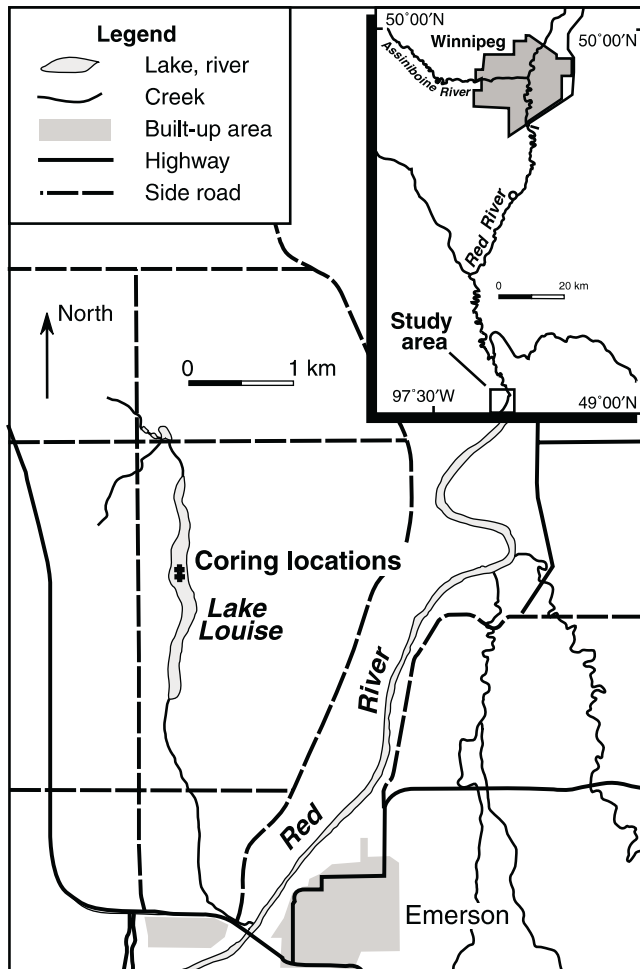 Legend
Lake, river
Creek
Built-up area
Highway
Side road
50˚00′N
50˚00′N
Winnipeg
Assiniboine
River
Red River
0 20 km
Study
area
97˚30′W
49˚00′N
North
0 1 km
Coring locations
Lake
Louise
River
Red
Emerson